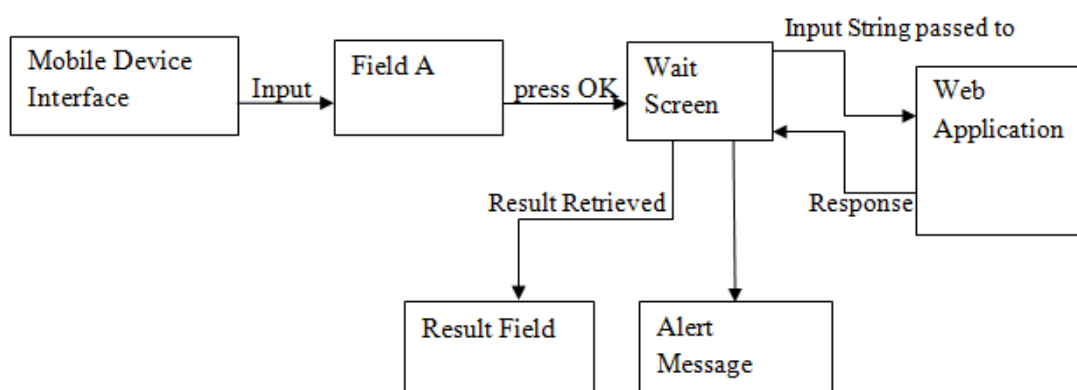 Mobile Device
Interface
Input
Field A
press OK
Wait
Screen
Input String passed to
Web
Application
Response
Result Retrieved
Result Field
Alert
Message